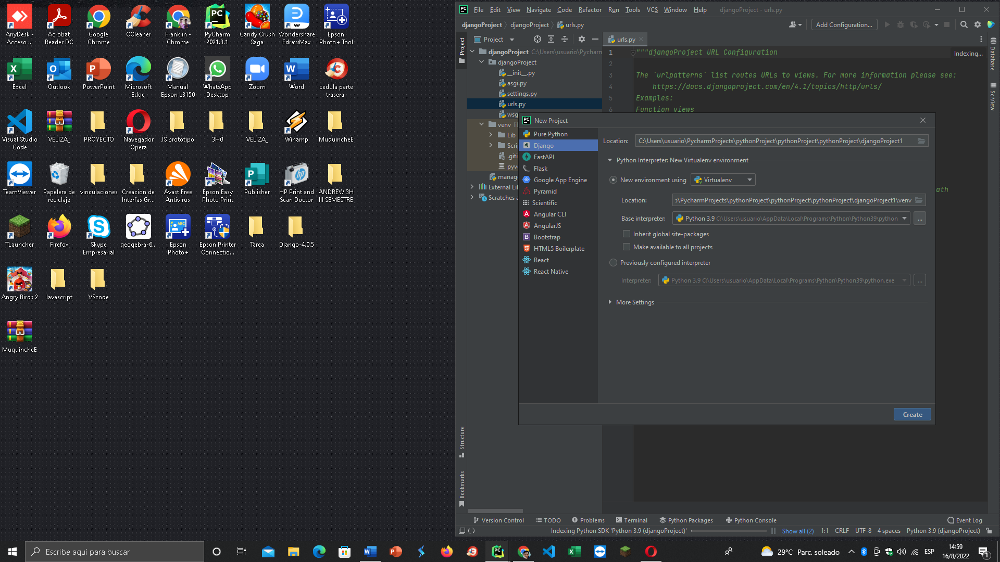 AnyDesk - Acceso ...
Acrobat Reader DC
Google Chrome
CCleaner
Franklin - Chrome
PyCharm 2021.3.1
Candy Crush Saga
Wondershare EdrawMax
Epson Photo+ Tool
Excel
Outlook
PowerPoint
Microsoft Edge
Manual Epson L3150
WhatsApp Desktop
Zoom
Word
cedula parte trasera
Visual Studio Code
VELIZA_
PROYECTO
Navegador Opera
JS prototipo
3H0
VELIZA_
Winamp
MuquincheE
TeamViewer
Papelera de reciclaje
vinculaciones
Creacion de Interfas Gr...
Avast Free Antivirus
Epson Easy Photo Print
Publisher
HP Print and Scan Doctor
ANDREW 3H III SEMESTRE
TLauncher
Firefox
Skype Empresarial
geogebra-6...
Epson Photo+
Epson Printer Connectio...
Tarea
Django-4.0.5
Angry Birds 2
Javascript
VScode
MuquincheE
File Edit View Navigate Code Refactor Run Tools VCS Window Help djangoProject - urls.py
djangoProject djangoProject urls.py
Add Configuration...
Project
Project
urls.py
djangoProject C:\Users\usuario\Pycharm
djangoProject
__init__.py
asgi.py
settings.py
urls.py
wsg
venv lib
Lib
Scri
.giti
pyve
manage
External Lib
Scratches a
1 """djangoProject URL Configuration
Indexing...
2
3 The `urlpatterns` list routes URLs to views. For more information please see:
4 https://docs.djangoproject.com/en/4.1/topics/http/urls/
5 Examples:
6 Function views
ath
Database
SciView
New Project
Pure Python
Django
FastAPI
Flask
Google App Engine
Pyramid
Scientific
Angular CLI
AngularJS
Bootstrap
HTML5 Boilerplate
React
React Native
Location: C:\Users\usuario\PycharmProjects\pythonProject\pythonProject\pythonProject\djangoProject1
Python Interpreter: New Virtualenv environment
New environment using Virtualenv
Location: o\PycharmProjects\pythonProject\pythonProject\pythonProject\djangoProject1\venv
Base interpreter: Python 3.9 C:\Users\usuario\AppData\Local\Programs\Python\Python39\python ...
Inherit global site-packages
Make available to all projects
Previously configured interpreter
Interpreter: Python 3.9 C:\Users\usuario\AppData\Local\Programs\Python\Python39\python.exe ...
More Settings
Create
Structure
Bookmarks
Version Control TODO Problems Terminal Python Packages Python Console Event Log
Indexing Python SDK 'Python 3.9 (djangoProject)' Show all (2) 1:1 CRLF UTF-8 4 spaces Python 3.9 (djangoProject)
Escribe aquí para buscar
29°C Parc. soleado
ESP
14:59
16/8/2022
1